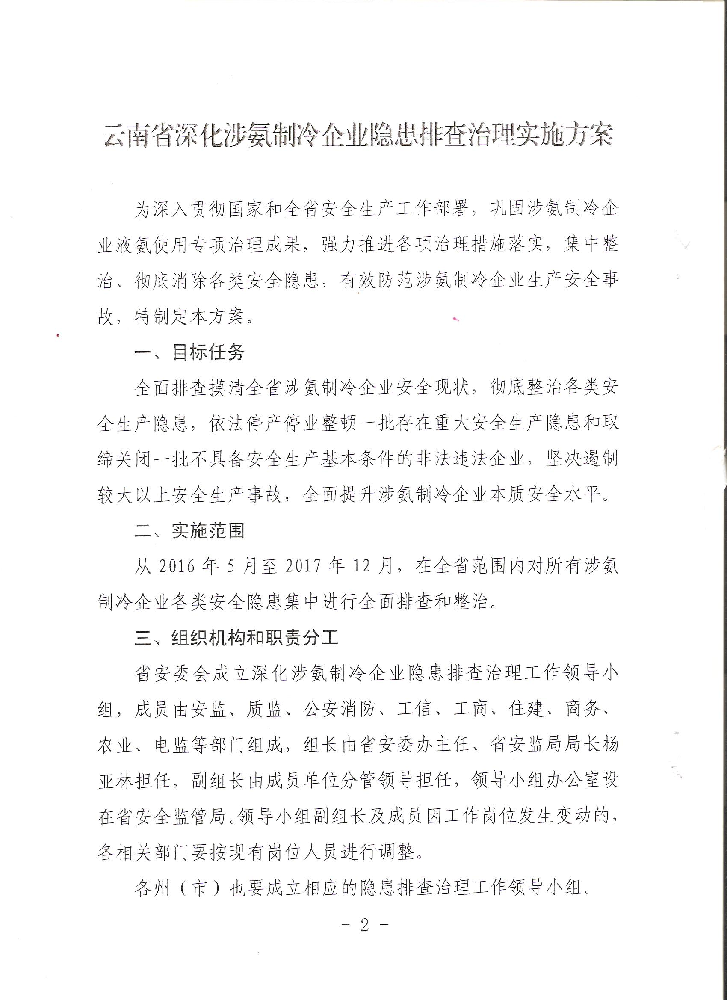 云南省深化涉氨制冷企业隐患排查治理实施方案
为深入贯彻国家和全省安全生产工作部署，巩固涉氨制冷企
业液氨使用专项治理成果，强力推进各项治理措施落实，集中整
治、彻底消除各类安全隐患，有效防范涉氨制冷企业生产安全事
故，特制定本方案。
一、目标任务
全面排查摸清全省涉氨制冷企业安全现状，彻底整治各类安
全生产隐患，依法停产停业整顿一批存在重大安全生产隐患和取
缔关闭一批不具备安全生产基本条件的非法违法企业，坚决遏制
较大以上安全生产事故，全面提升涉氨制冷企业本质安全水平。
二、实施范围
从 2016 年 5 月至 2017 年 12 月，在全省范围内对所有涉氨
制冷企业各类安全隐患集中进行全面排查和整治。
三、组织机构和职责分工
省安委会成立深化涉氨制冷企业隐患排查治理工作领导小
组，成员由安监、质监、公安消防、工信、工商、住建、商务、
农业、电监等部门组成，组长由省安委办主任、省安监局局长杨
亚林担任，副组长由成员单位分管领导担任，领导小组办公室设
在省安全监管局。领导小组副组长及成员因工作岗位发生变动的，
各相关部门要按现有岗位人员进行调整。
各州（市）也要成立相应的隐患排查治理工作领导小组。
- 2 -